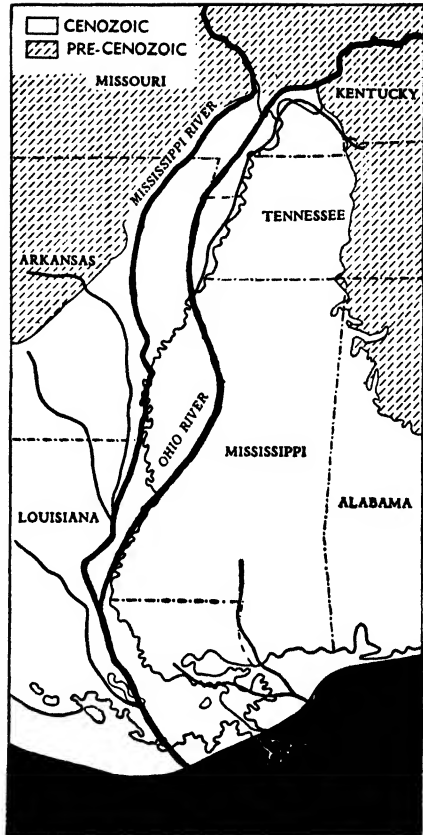 CENOZOIC
PRE-CENOZOIC
MISSOURI
KENTUCKY
MISSISSIPPI RIVER
TENNESSEE
ARKANSAS
OHIO RIVER
MISSISSIPPI
LOUISIANA
ALABAMA